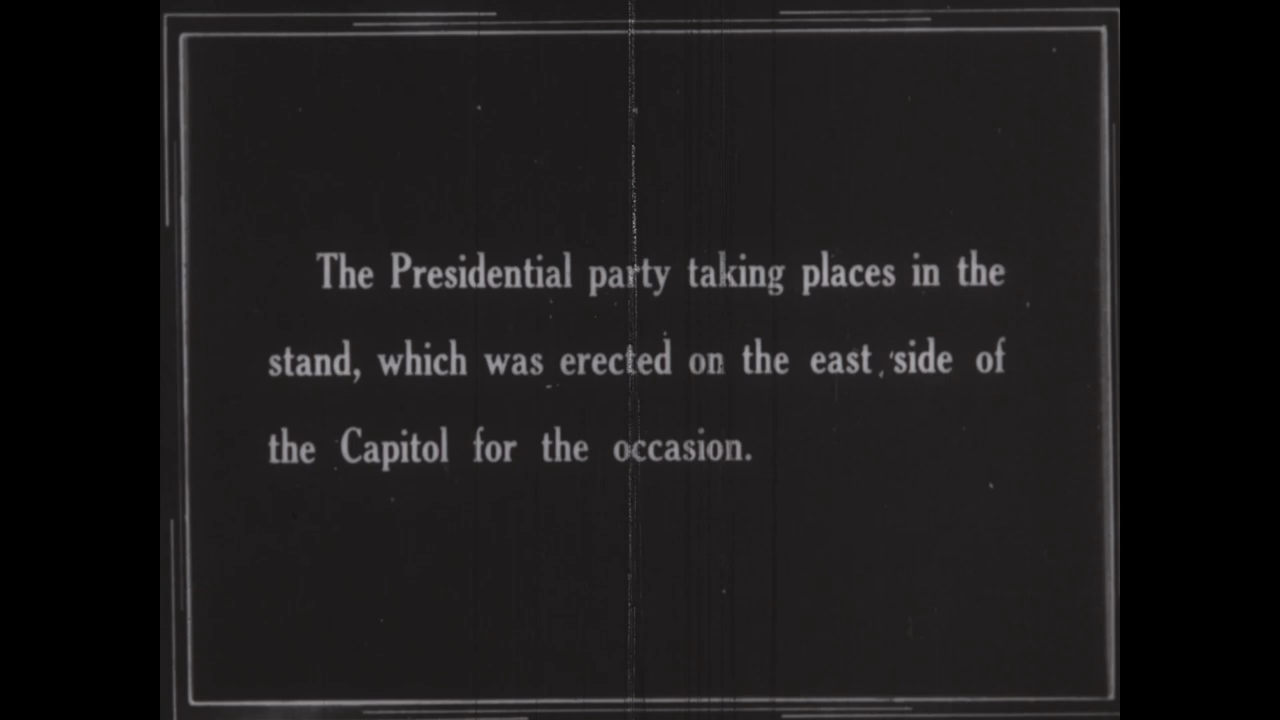 The Presidential party taking places in the
stand, which was erected on the east side of
the Capitol for the occasion.